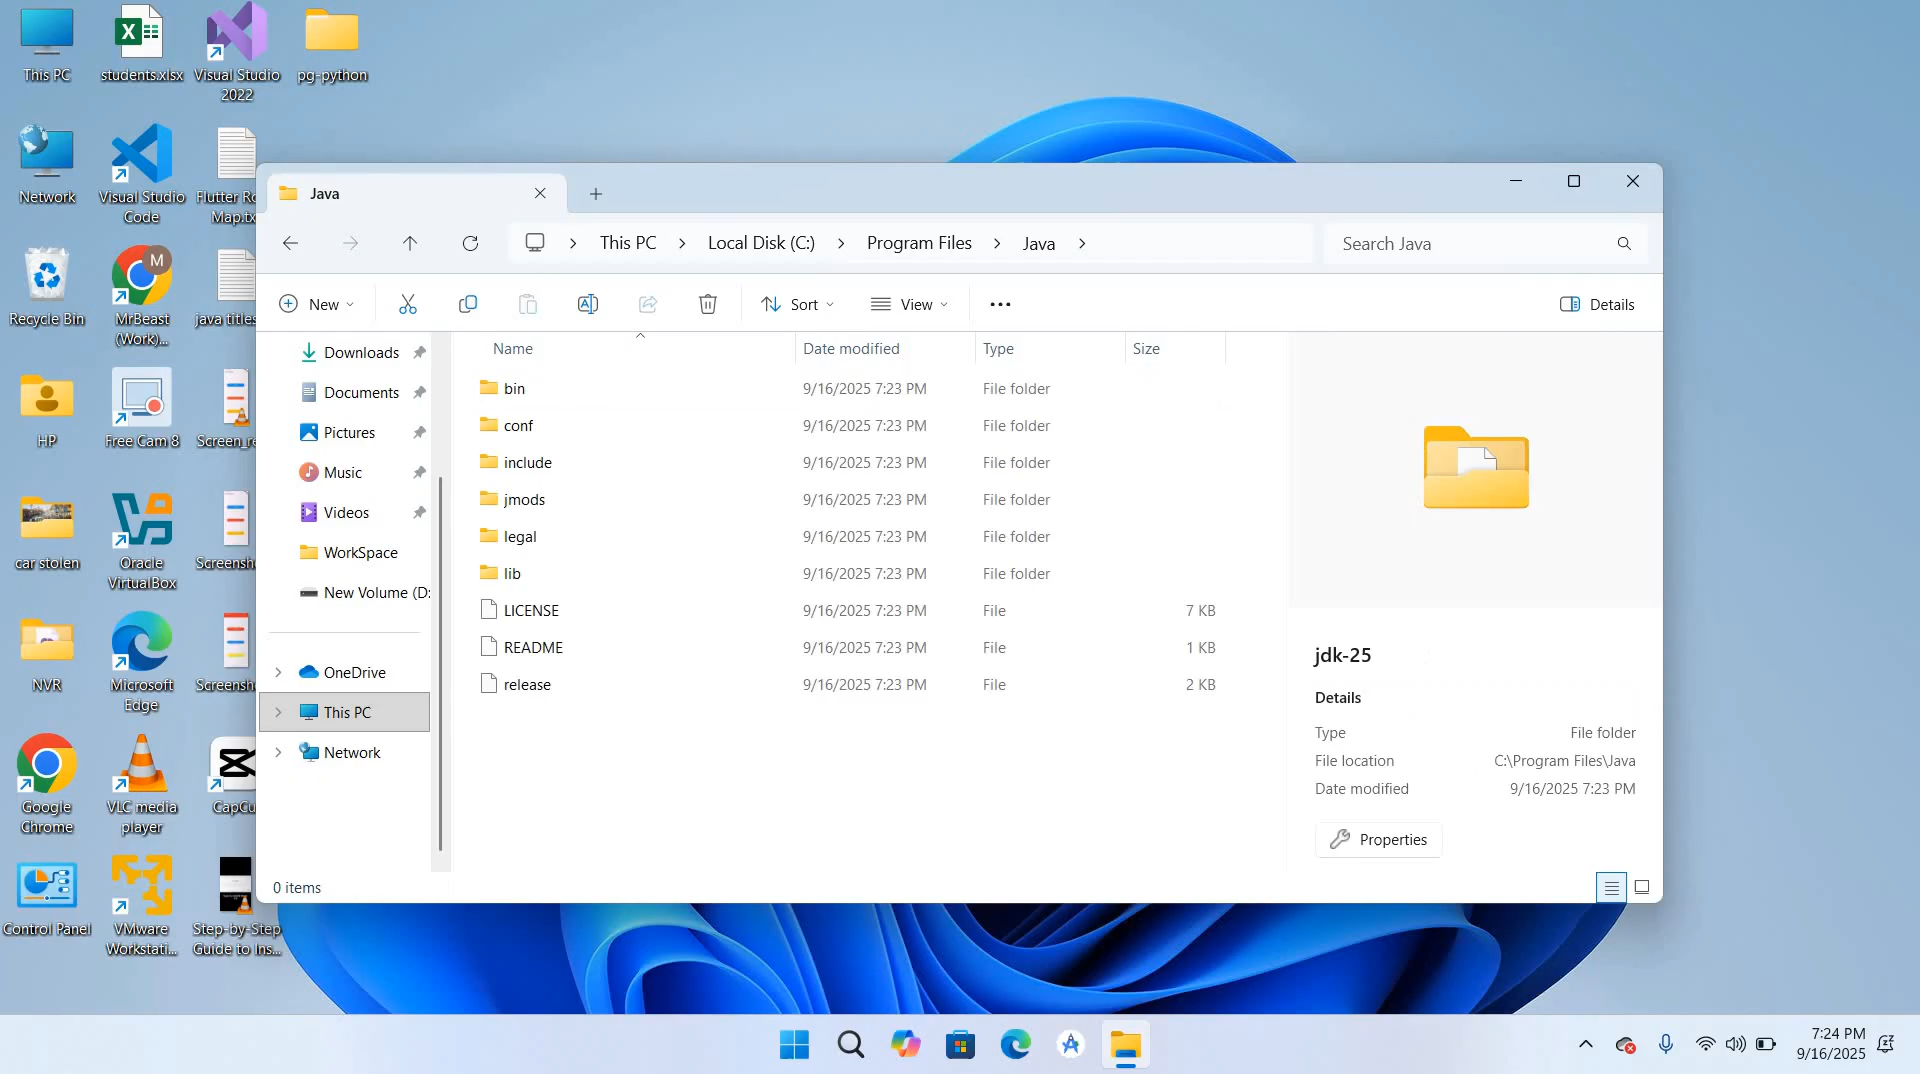 This PC
students.xlsx
Visual Studio
2022
pg-python
Network
Visual Studio
Code
Flutter Ro
Map.tx
Recycle Bin
M
MrBeast
(Work)...
java titles
HP
Free Cam 8
Screen_re
car stolen
Oracle
VirtualBox
Screensh
NVR
Microsoft
Edge
Screensh
Google
Chrome
VLC media
player
CapCu
Control Panel
VMware
Workstati...
Step-by-Step
Guide to Ins...
Java
This PC
Local Disk (C:)
Program Files
Java
Search Java
New
Sort
View
Details
Downloads
Documents
Pictures
Music
Videos
WorkSpace
New Volume (D:
OneDrive
This PC
Network
Name Date modified Type Size
bin 9/16/2025 7:23 PM File folder
conf 9/16/2025 7:23 PM File folder
include 9/16/2025 7:23 PM File folder
jmods 9/16/2025 7:23 PM File folder
legal 9/16/2025 7:23 PM File folder
lib 9/16/2025 7:23 PM File folder
LICENSE 9/16/2025 7:23 PM File 7 KB
README 9/16/2025 7:23 PM File 1 KB
release 9/16/2025 7:23 PM File 2 KB
jdk-25
Details
Type File folder
File location C:\Program Files\Java
Date modified 9/16/2025 7:23 PM
Properties
0 items
7:24 PM
9/16/2025